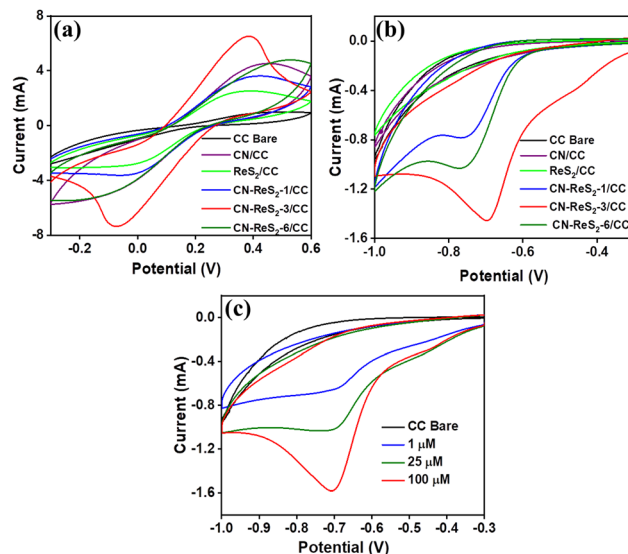 (a)
Current (mA)
8
4
0
-4
-8
CC Bare
CN/CC
ReS₂/CC
CN-ReS₂-1/CC
CN-ReS₂-3/CC
CN-ReS₂-6/CC
0.0 0.2 0.4 0.6
Potential (V)
(b)
Current (mA)
0.0
-0.4
-0.8
-1.2
-1.6
CC Bare
CN/CC
ReS₂/CC
CN-ReS₂-1/CC
CN-ReS₂-3/CC
CN-ReS₂-6/CC
-1.0 -0.8 -0.6 -0.4
Potential (V)
(c)
Current (mA)
0.0
-0.4
-0.8
-1.2
-1.6
CC Bare
1 μM
25 μM
100 μM
-1.0 -0.9 -0.8 -0.7 -0.6 -0.5 -0.4 -0.3
Potential (V)